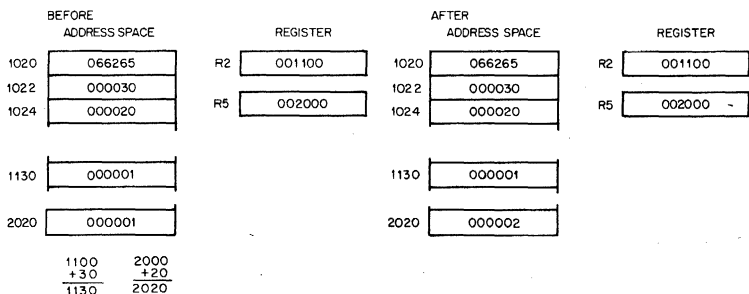 BEFORE AFTER
ADDRESS SPACE REGISTER ADDRESS SPACE REGISTER
1020 066265 R2 001100 1020 066265 R2 001100
1022 000030 1022 000030
1024 000020 R5 002000 1024 000020 R5 002000
1130 000001 1130 000001
2020 000001 2020 000002
1100 2000
+30 +20
1130 2020